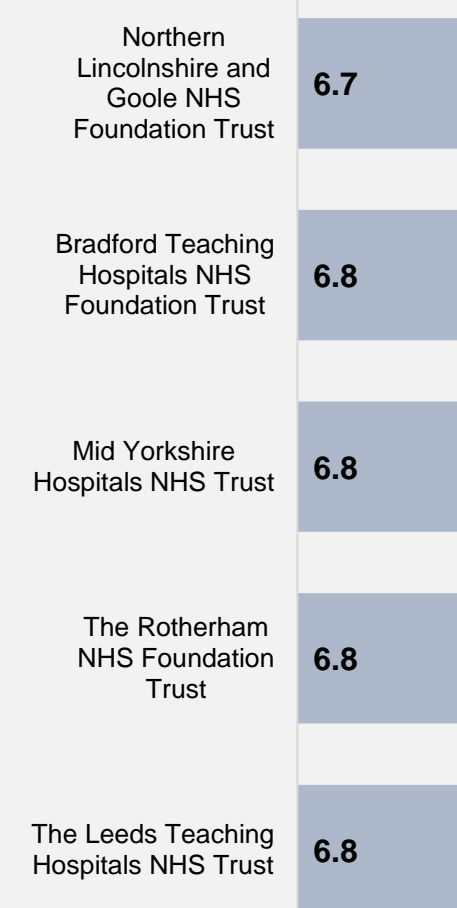 Northern
Lincolnshire and
Goole NHS
Foundation Trust
6.7
Bradford Teaching
Hospitals NHS
Foundation Trust
6.8
Mid Yorkshire
Hospitals NHS Trust
6.8
The Rotherham
NHS Foundation
Trust
6.8
The Leeds Teaching
Hospitals NHS Trust
6.8